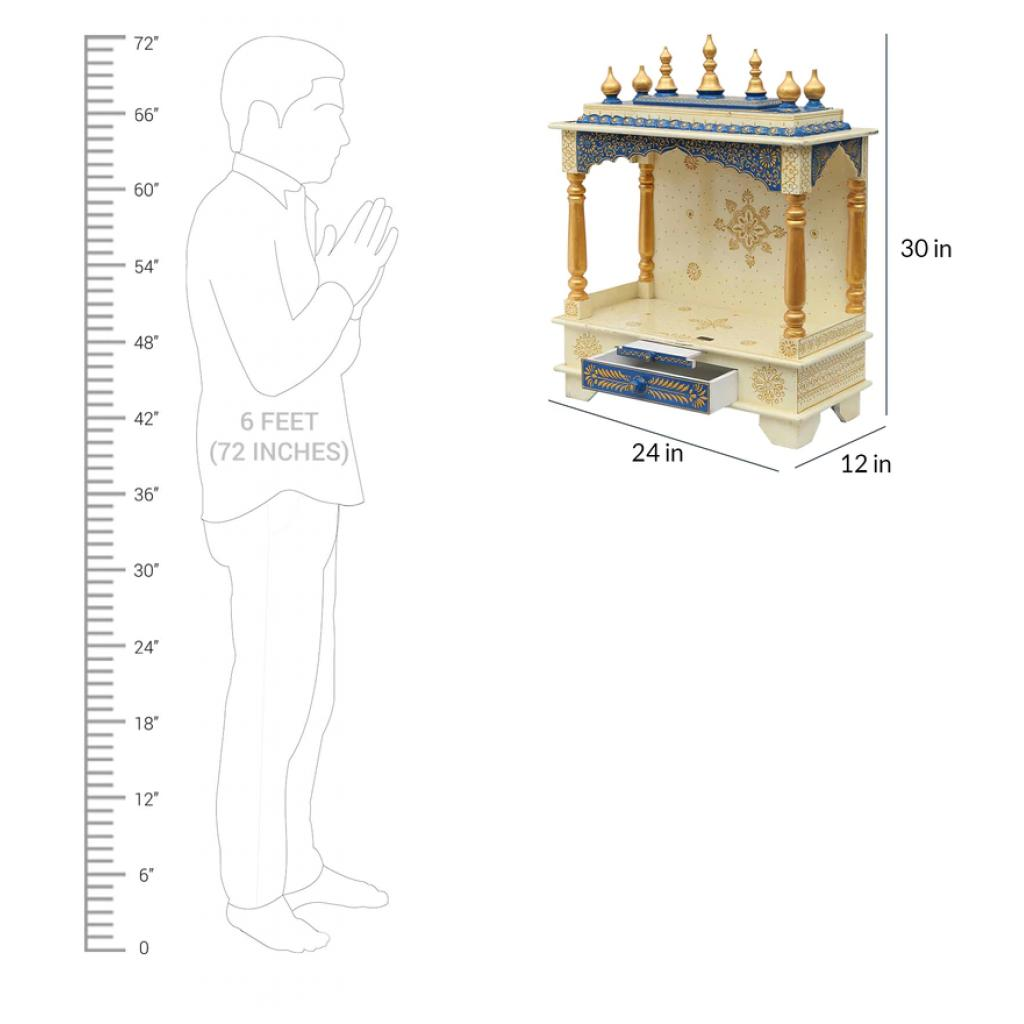 72"
66"
60"
54"
48"
42"
36"
30"
24"
18"
12"
6"
0
6 FEET
(72 INCHES)
30 in
24 in
12 in